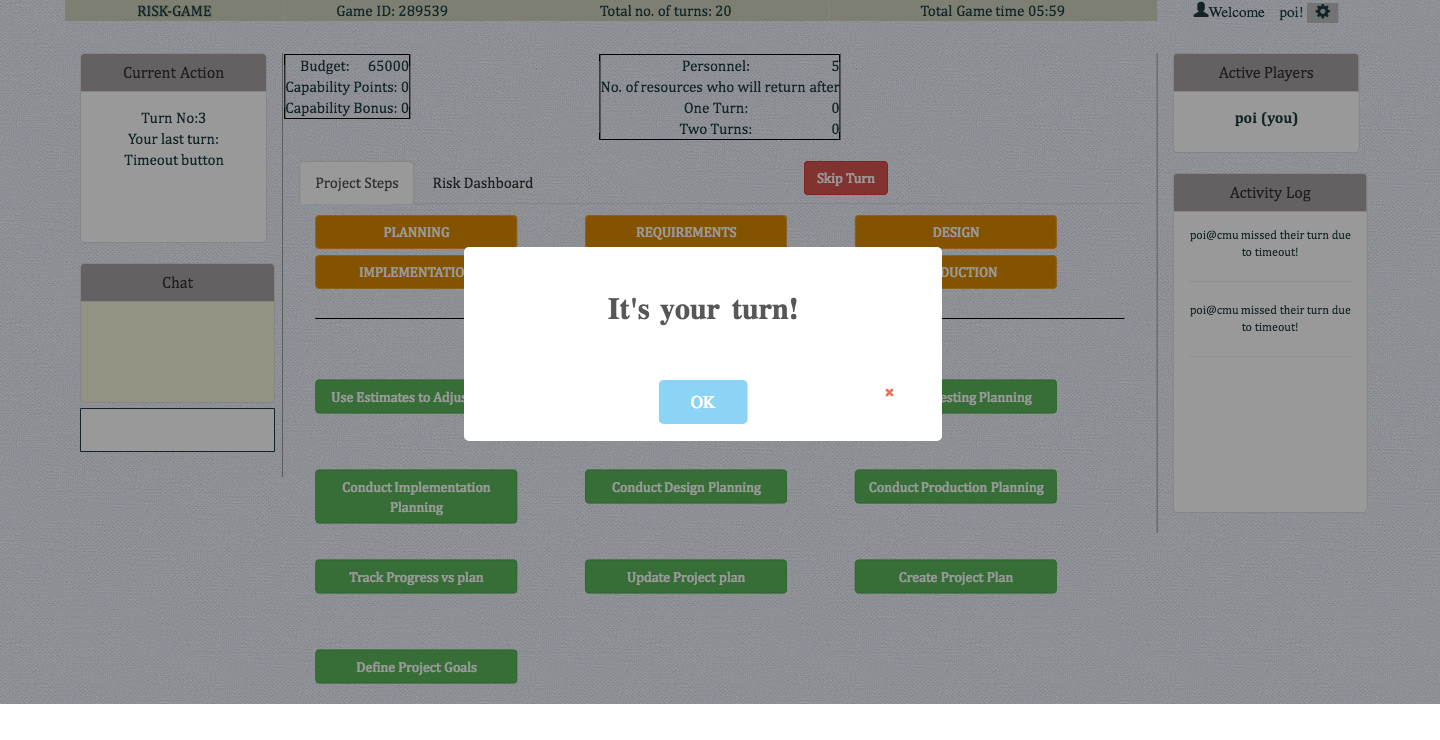 RISK-GAME Game ID: 289539 Total no. of turns: 20 Total Game time 05:59 Welcome poi!
Current Action
Turn No:3
Your last turn:
Timeout button
Chat
Budget: 65000
Capability Points: 0
Capability Bonus: 0
Personnel: 5
No. of resources who will return after
One Turn: 0
Two Turns: 0
Project Steps Risk Dashboard Skip Turn
PLANNING REQUIREMENTS DESIGN
IMPLEMENTATIO DUCTION
It's your turn!
OK
Use Estimates to Adjus esting Planning
Conduct Implementation
Planning
Conduct Design Planning
Conduct Production Planning
Track Progress vs plan Update Project plan Create Project Plan
Define Project Goals
Active Players
poi (you)
Activity Log
poi@cmu missed their turn due
to timeout!
poi@cmu missed their turn due
to timeout!